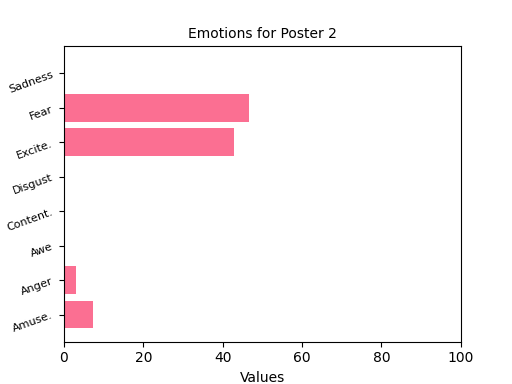 Emotions for Poster 2
Sadness
Fear
Excite.
Disgust
Content.
Awe
Anger
Amuse.
0 20 40 60 80 100
Values